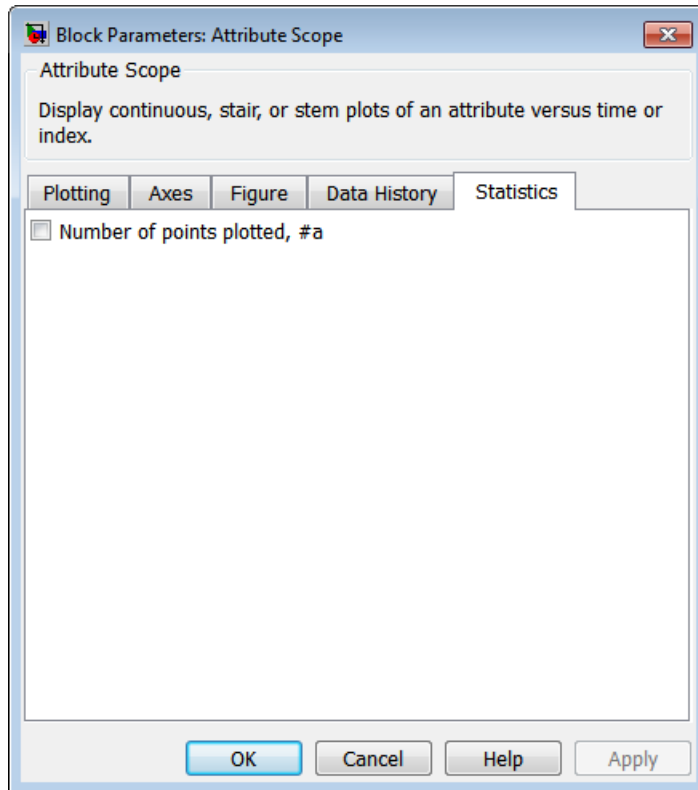 Block Parameters: Attribute Scope
Attribute Scope
Display continuous, stair, or stem plots of an attribute versus time or
index.
Plotting Axes Figure Data History Statistics
Number of points plotted, #a
OK Cancel Help Apply